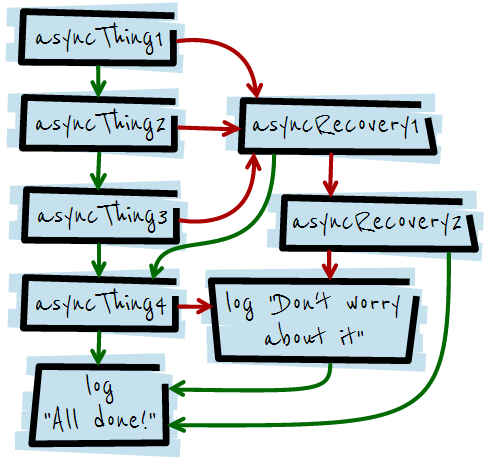 asyncThing1
asyncThing2
asyncRecovery1
asyncThing3
asyncRecovery2
asyncThing4
log "Don't worry
about it"
log
"All done!"